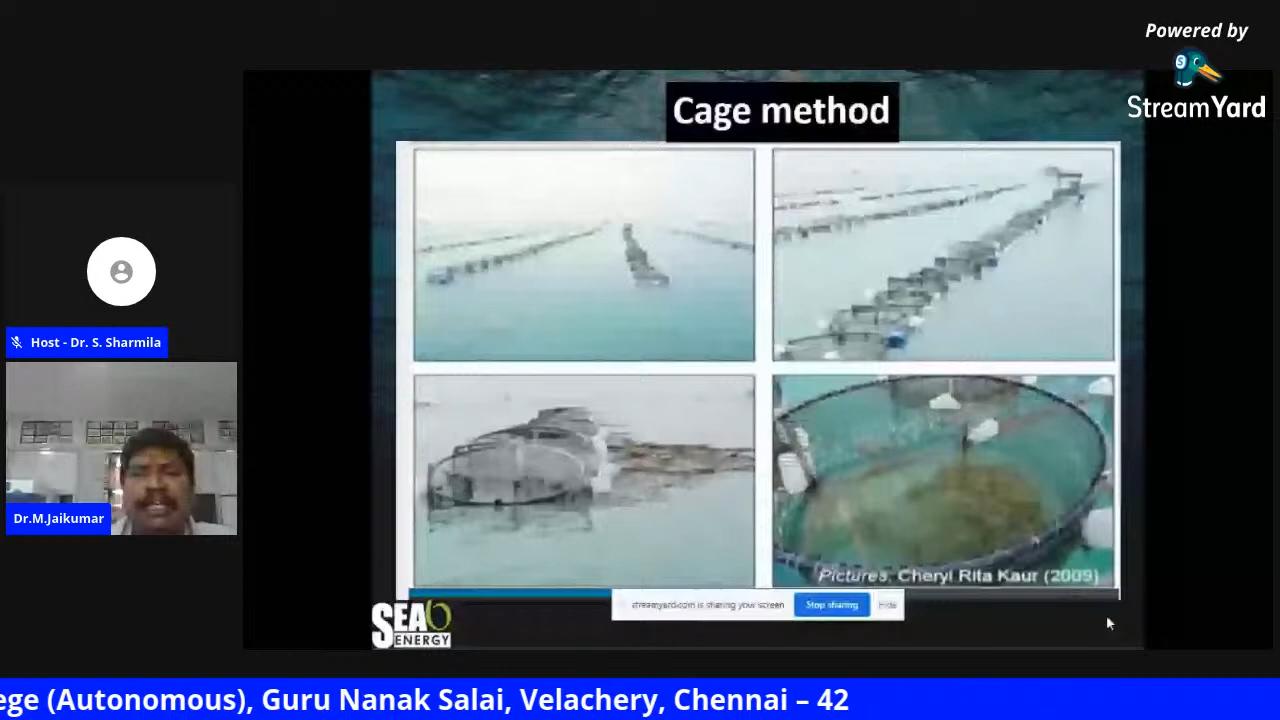 Powered by
StreamYard
Cage method
Host - Dr. S. Sharmila
Dr.M.Jaikumar
Pictures: Cheryl Rita Kaur (2009)
streamyard.com is sharing your screen
Stop sharing
Hide
SEA6
ENERGY
ege (Autonomous), Guru Nanak Salai, Velachery, Chennai – 42